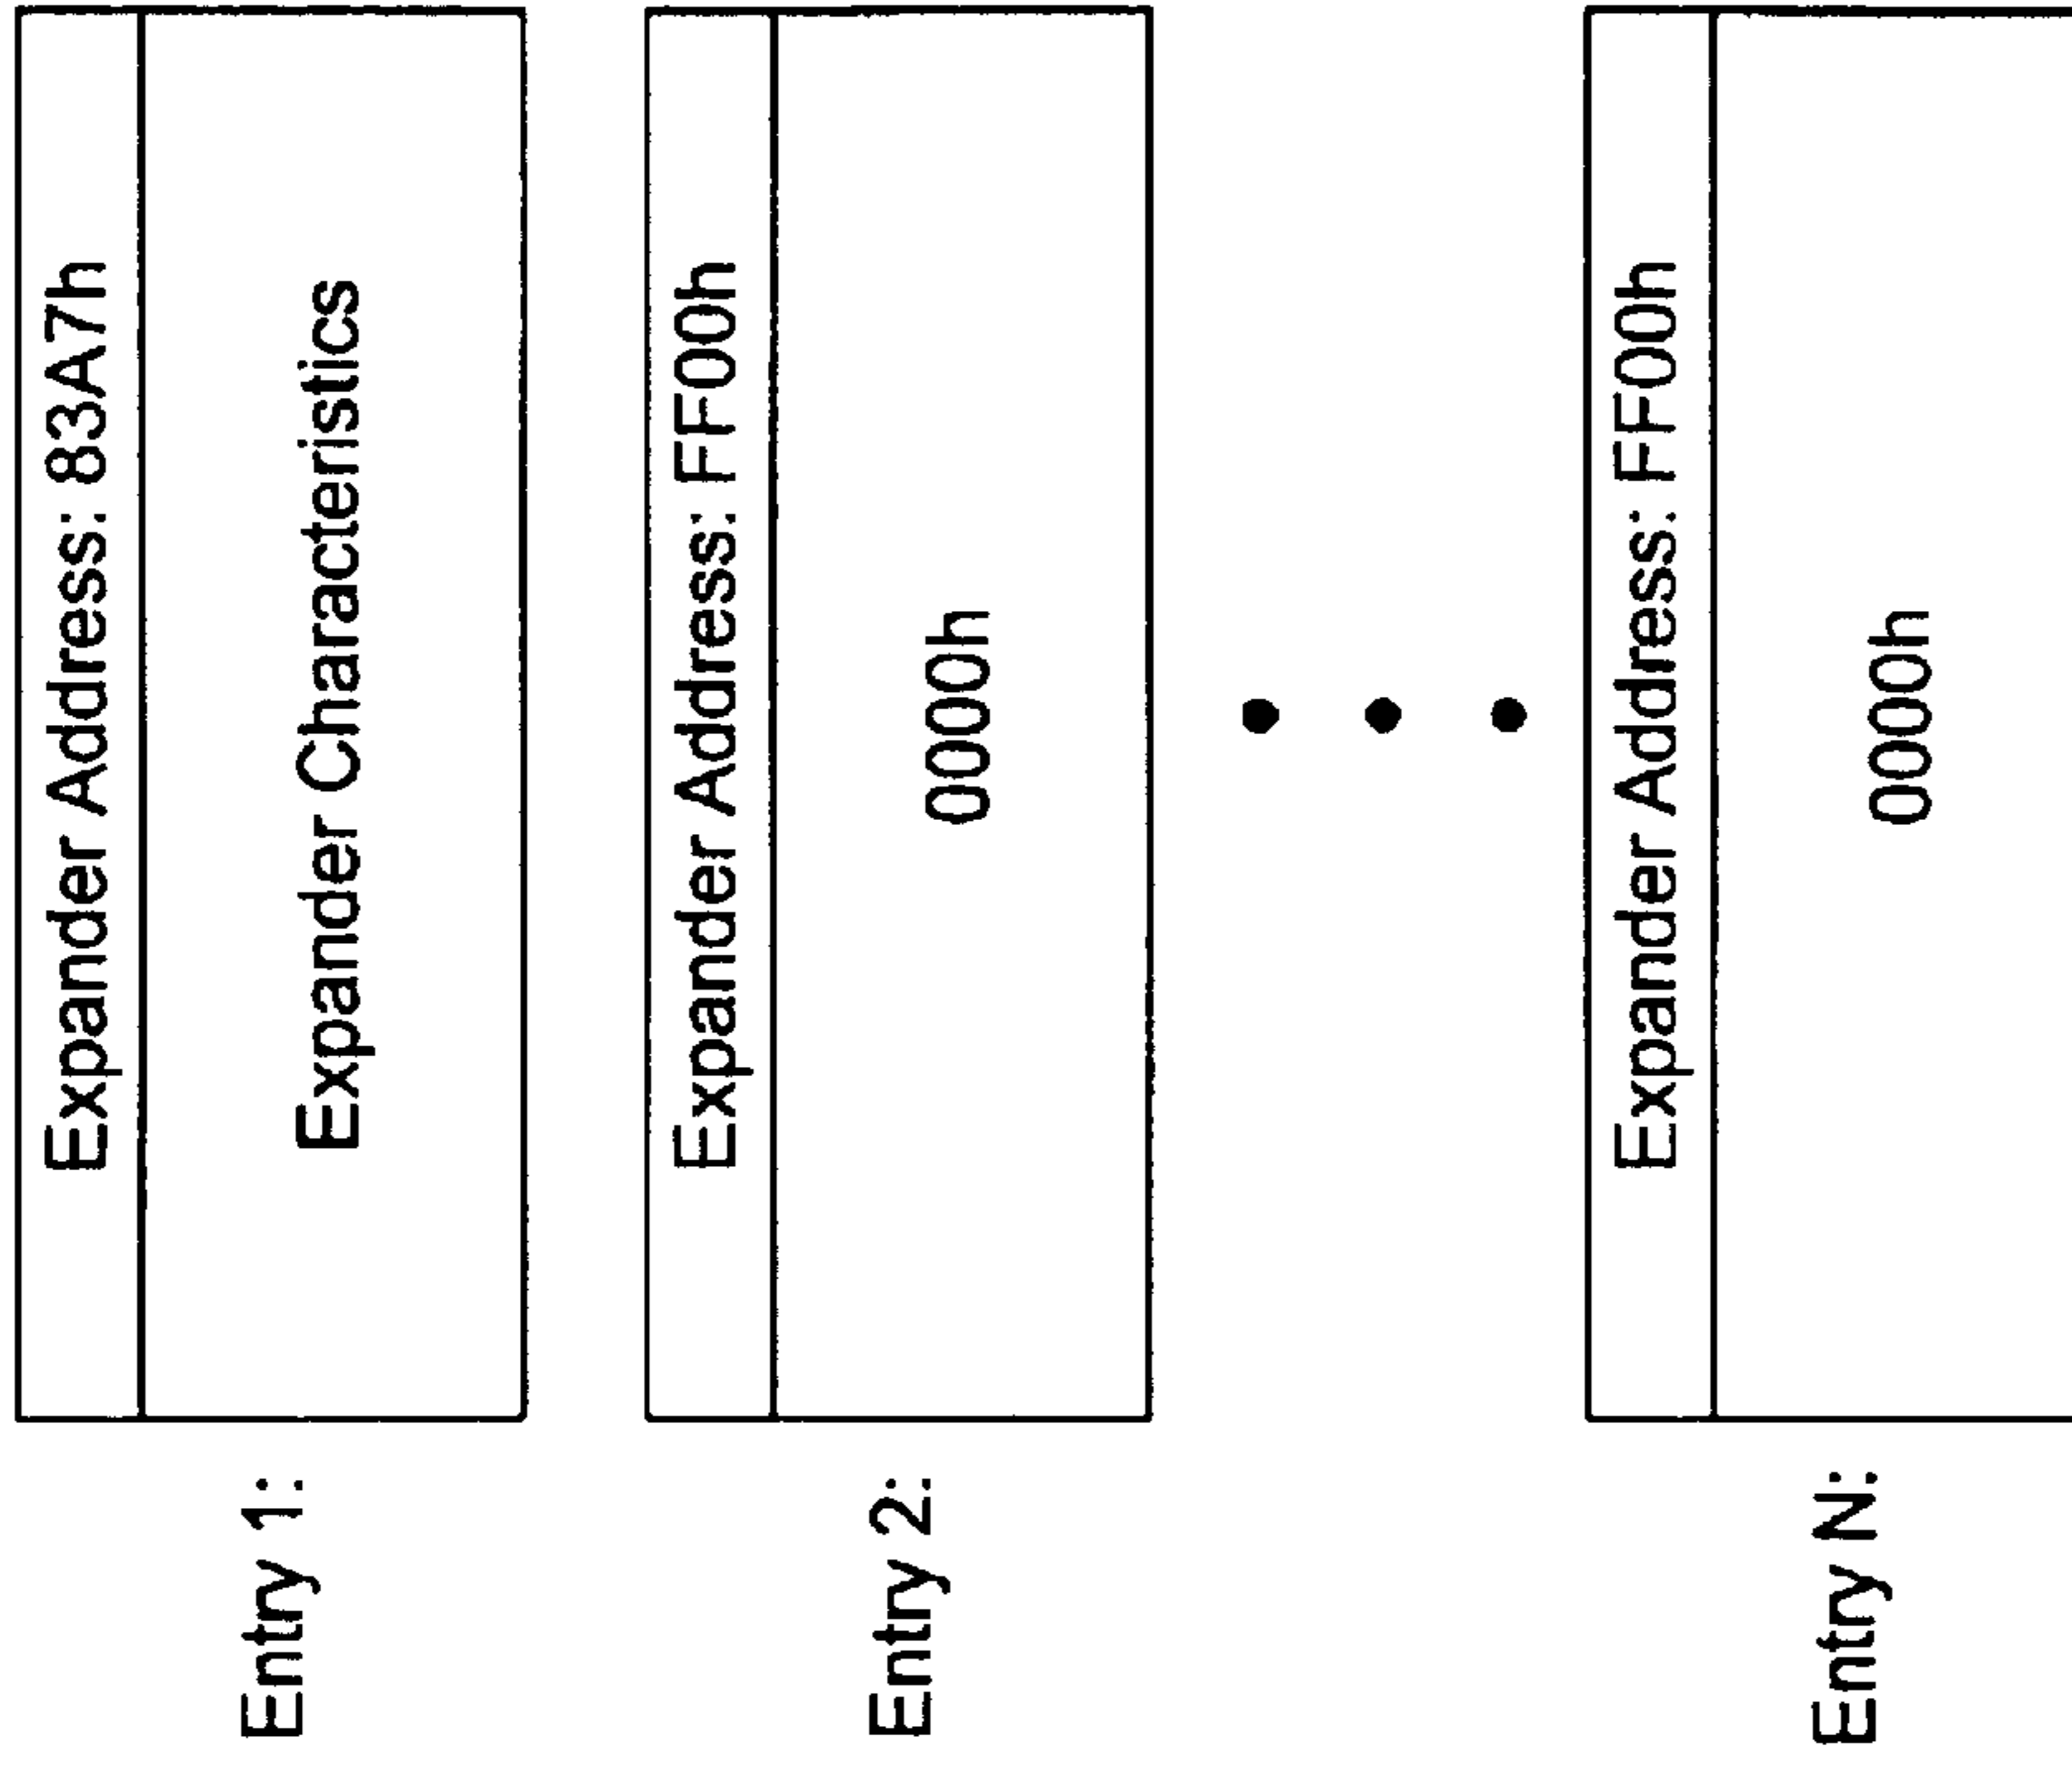 Expander Address: 83A7h
Entry 1:
Expander Characteristics
Expander Address: FF00h
Entry 2:
0000h
Expander Address: FF00h
Entry N:
0000h